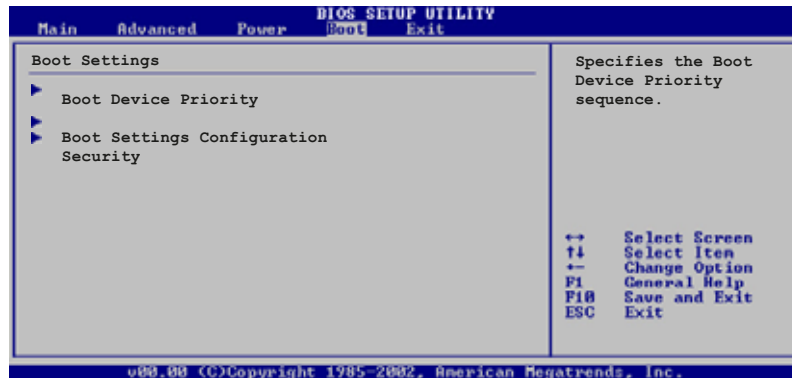 BIOS SETUP UTILITY
Main Advanced Power Boot Exit
Boot Settings
Boot Device Priority
Boot Settings Configuration
Security
Specifies the Boot
Device Priority
sequence.
↔ Select Screen
↑↓ Select Item
+- Change Option
F1 General Help
F10 Save and Exit
ESC Exit
v00.00 (C)Copyright 1985-2002, American Megatrends, Inc.